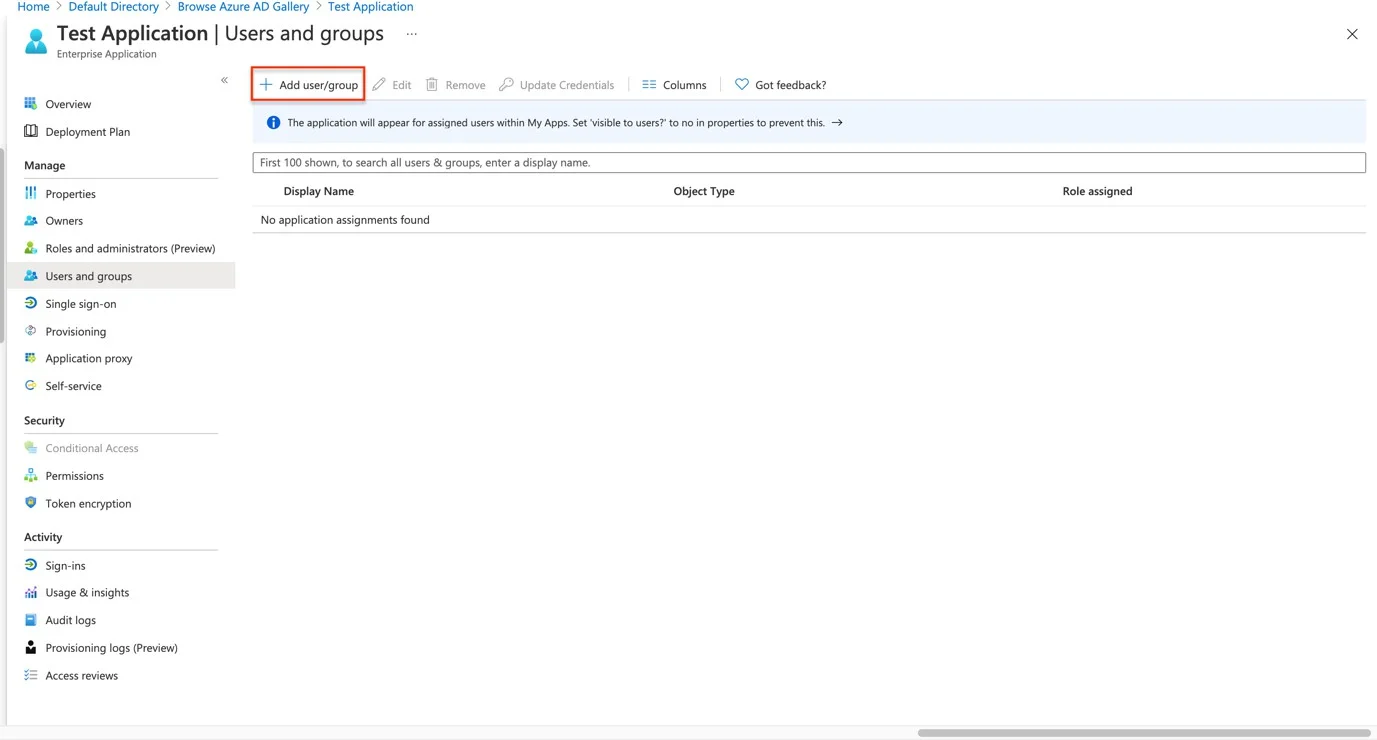 Home > Default Directory > Browse Azure AD Gallery > Test Application
Test Application | Users and groups ...
Enterprise Application
«
+ Add user/group Edit Remove Update Credentials Columns Got feedback?
The application will appear for assigned users within My Apps. Set 'visible to users?' to no in properties to prevent this. →
First 100 shown, to search all users & groups, enter a display name.
Display Name Object Type Role assigned
No application assignments found
Overview
Deployment Plan
Manage
Properties
Owners
Roles and administrators (Preview)
Users and groups
Single sign-on
Provisioning
Application proxy
Self-service
Security
Conditional Access
Permissions
Token encryption
Activity
Sign-ins
Usage & insights
Audit logs
Provisioning logs (Preview)
Access reviews